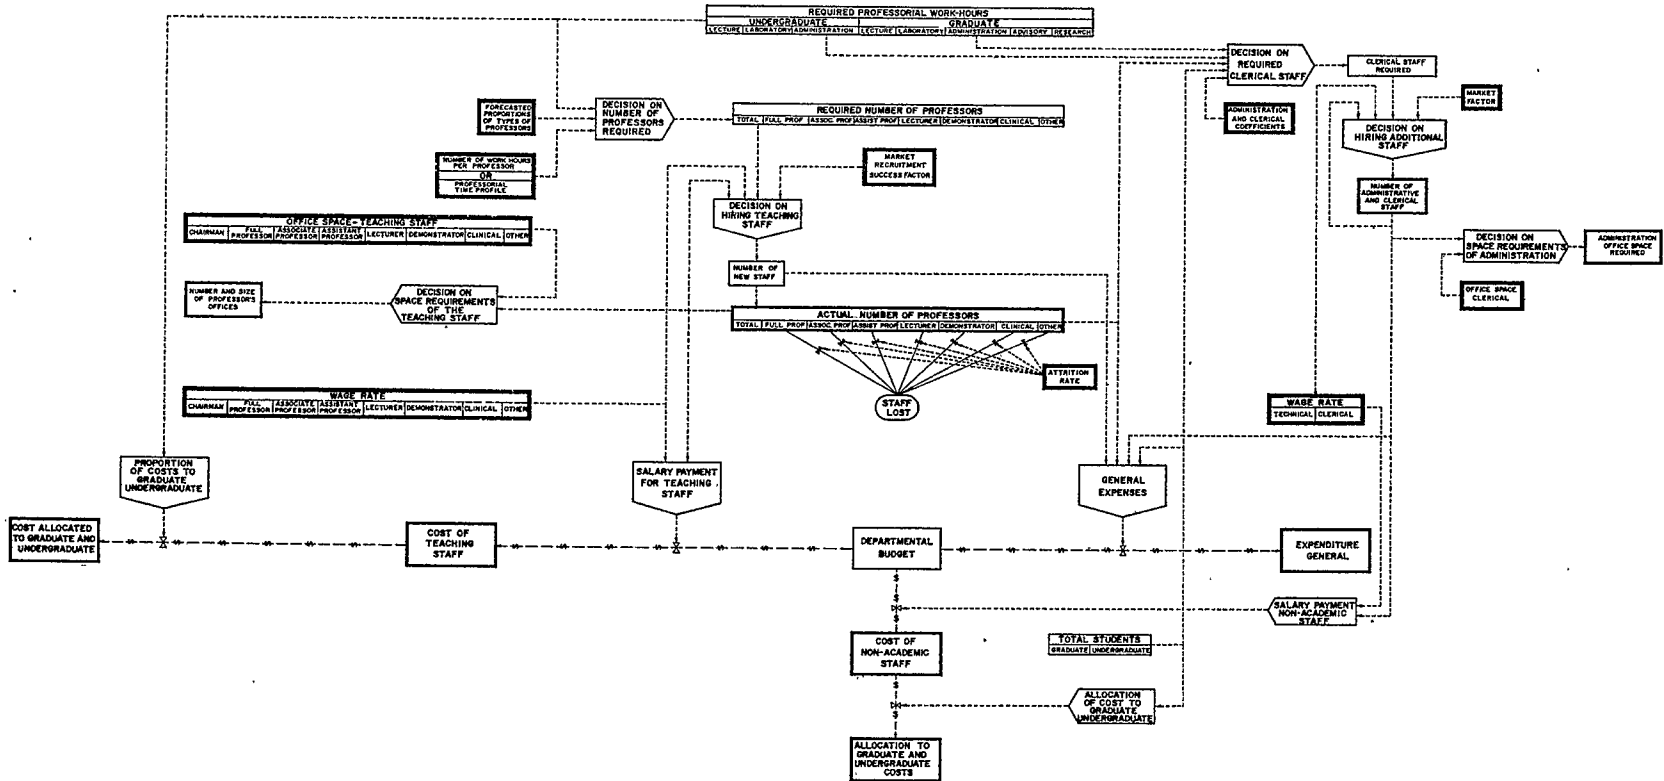 REQUIRED PROFESSORIAL WORK-HOURS
UNDERGRADUATE GRADUATE
LECTURE LABORATORY ADMINISTRATION LECTURE LABORATORY ADMINISTRATION ADVISORY RESEARCH
DECISION ON
REQUIRED
CLERICAL STAFF
CLERICAL STAFF
REQUIRED
MARKET
FACTOR
FORECASTED
PROPORTIONS
OF TYPES OF
PROFESSORS
DECISION ON
NUMBER OF
PROFESSORS
REQUIRED
REQUIRED NUMBER OF PROFESSORS
TOTAL FULL PROF ASSOC. PROF ASSIST PROF LECTURER DEMONSTRATOR CLINICAL OTHER
ADMINISTRATION
AND CLERICAL
COEFFICIENTS
DECISION ON
HIRING ADDITIONAL
STAFF
NUMBER OF WORK HOURS
PER PROFESSOR
OR
PROFESSORIAL
TIME PROFILE
MARKET
RECRUITMENT
SUCCESS FACTOR
NUMBER OF
ADMINISTRATIVE
AND CLERICAL
STAFF
DECISION ON
HIRING TEACHING
STAFF
OFFICE SPACE-TEACHING STAFF
CHAIRMAN FULL PROFESSOR ASSOCIATE PROFESSOR ASSISTANT PROFESSOR LECTURER DEMONSTRATOR CLINICAL OTHER
DECISION ON
SPACE REQUIREMENTS
OF ADMINISTRATION
ADMINISTRATION
OFFICE SPACE
REQUIRED
NUMBER OF
NEW STAFF
NUMBER AND SIZE
OF PROFESSOR'S
OFFICES
DECISION ON
SPACE REQUIREMENTS
OF THE
TEACHING STAFF
OFFICE SPACE
CLERICAL
ACTUAL NUMBER OF PROFESSORS
TOTAL FULL PROF ASSOC. PROF ASSIST PROF LECTURER DEMONSTRATOR CLINICAL OTHER
ATTRITION
RATE
STAFF
LOST
WAGE RATE
CHAIRMAN FULL PROFESSOR ASSOCIATE PROFESSOR ASSISTANT PROFESSOR LECTURER DEMONSTRATOR CLINICAL OTHER
WAGE RATE
TECHNICAL CLERICAL
PROPORTION
OF COSTS TO
GRADUATE
UNDERGRADUATE
SALARY PAYMENT
FOR TEACHING
STAFF
GENERAL
EXPENSES
COST ALLOCATED
TO GRADUATE AND
UNDERGRADUATE
COST OF
TEACHING
STAFF
DEPARTMENTAL
BUDGET
EXPENDITURE
GENERAL
$
$
SALARY PAYMENT
NON-ACADEMIC
STAFF
TOTAL STUDENTS
GRADUATE UNDERGRADUATE
COST OF
NON-ACADEMIC
STAFF
$
ALLOCATION
OF COST TO
GRADUATE
UNDERGRADUATE
$
ALLOCATION TO
GRADUATE AND
UNDERGRADUATE
COSTS